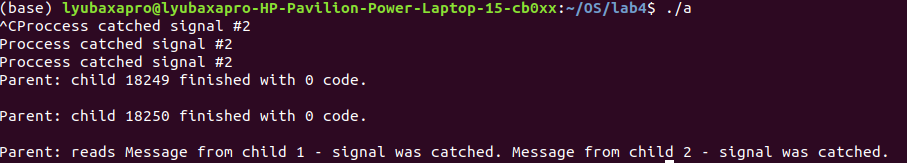 (base) lyubaxapro@lyubaxapro-HP-Pavilion-Power-Laptop-15-cb0xx:~/OS/lab4$ ./a
^CProccess catched signal #2
Proccess catched signal #2
Proccess catched signal #2
Parent: child 18249 finished with 0 code.
Parent: child 18250 finished with 0 code.
Parent: reads Message from child 1 - signal was catched. Message from child 2 - signal was catched.